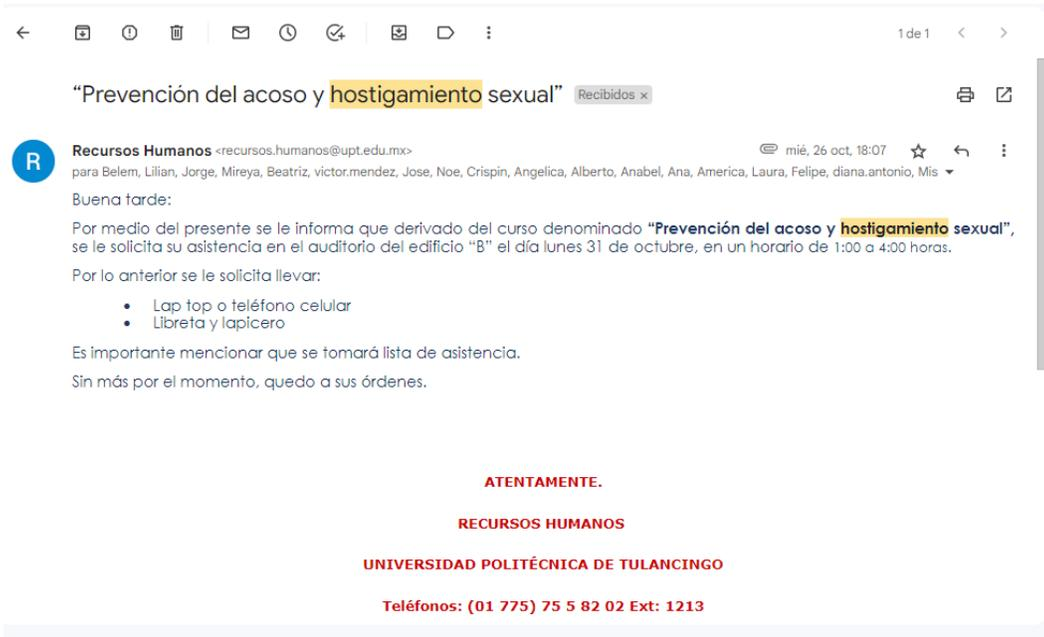 1 de 1
“Prevención del acoso y hostigamiento sexual” Recibidos ×
R
Recursos Humanos <recursos.humanos@upt.edu.mx> mié, 26 oct, 18:07
para Belem, Lilian, Jorge, Mireya, Beatriz, victor.mendez, Jose, Noe, Crispin, Angelica, Alberto, Anabel, Ana, America, Laura, Felipe, diana.antonio, Mis
Buena tarde:
Por medio del presente se le informa que derivado del curso denominado “Prevención del acoso y hostigamiento sexual”,
se le solicita su asistencia en el auditorio del edificio “B” el día lunes 31 de octubre, en un horario de 1:00 a 4:00 horas.
Por lo anterior se le solicita llevar:
• Lap top o teléfono celular
• Libreta y lapicero
Es importante mencionar que se tomará lista de asistencia.
Sin más por el momento, quedo a sus órdenes.
ATENTAMENTE.
RECURSOS HUMANOS
UNIVERSIDAD POLITÉCNICA DE TULANCINGO
Teléfonos: (01 775) 75 5 82 02 Ext: 1213